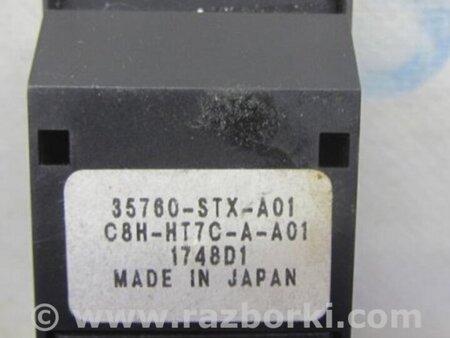 35760-STX-A01
C8H-HT7C-A-A01
1748D1
MADE IN JAPAN
© www.razborki.com